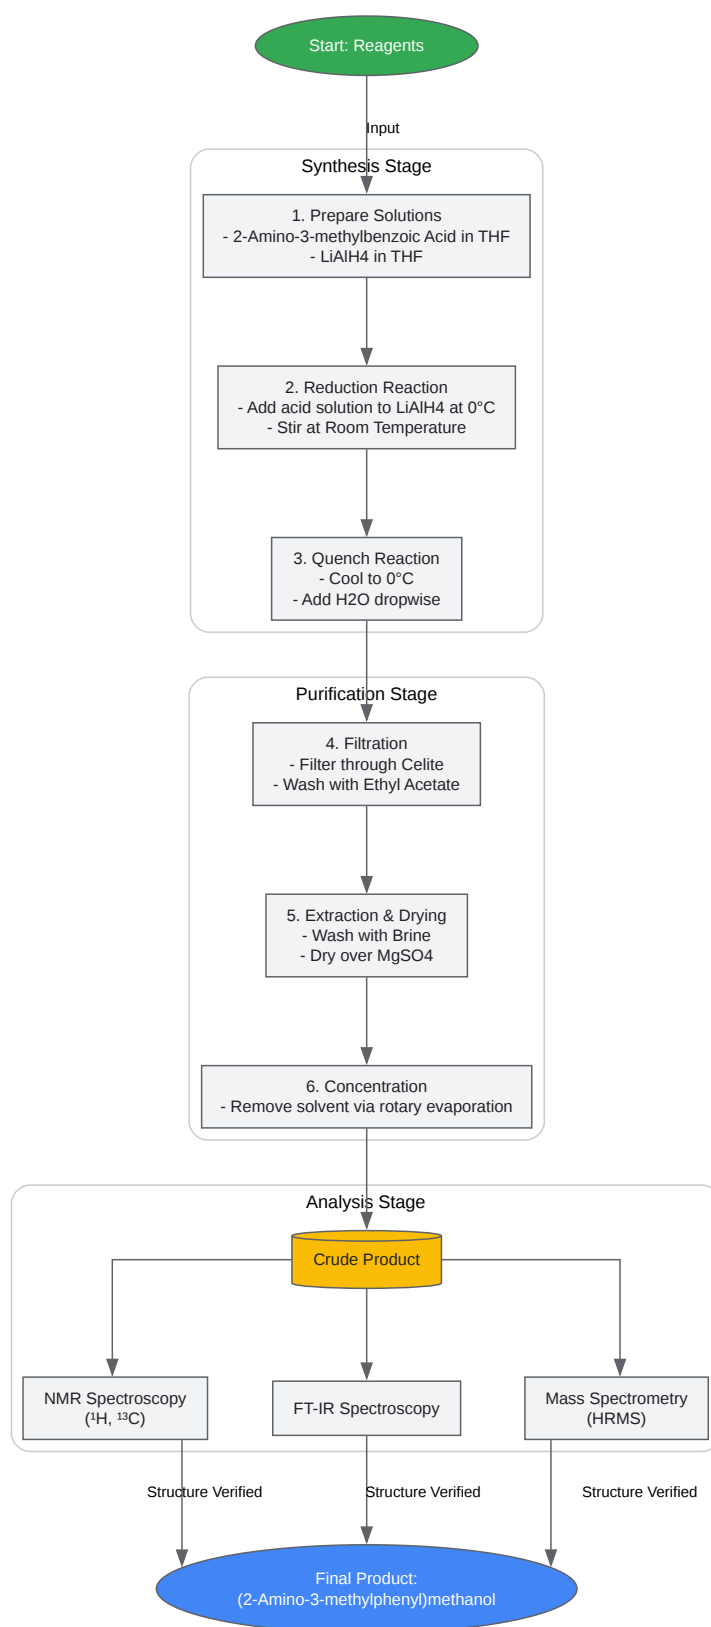 Start: Reagents
Input
Synthesis Stage
1. Prepare Solutions
- 2-Amino-3-methylbenzoic Acid in THF
- LiAlH4 in THF
2. Reduction Reaction
- Add acid solution to LiAlH4 at 0°C
- Stir at Room Temperature
3. Quench Reaction
- Cool to 0°C
- Add H2O dropwise
Purification Stage
4. Filtration
- Filter through Celite
- Wash with Ethyl Acetate
5. Extraction & Drying
- Wash with Brine
- Dry over MgSO4
6. Concentration
- Remove solvent via rotary evaporation
Analysis Stage
Crude Product
NMR Spectroscopy
(¹H, ¹³C)
FT-IR Spectroscopy
Mass Spectrometry
(HRMS)
Structure Verified
Structure Verified
Structure Verified
Final Product:
(2-Amino-3-methylphenyl)methanol